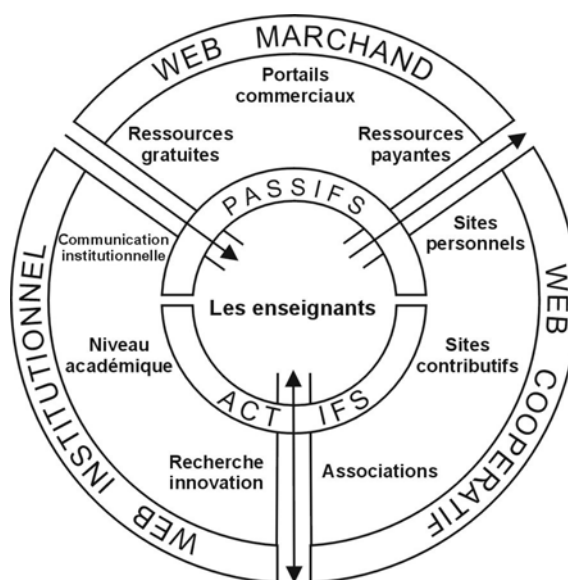 WEB MARCHAND
Portails
commerciaux
Ressources
gratuites
Ressources
payantes
PASSIFS
Communication
institutionnelle
Sites
personnels
WEB INSTITUTIONNEL
Les enseignants
WEB COOPERATIF
Niveau
académique
Sites
contributifs
ACT IFS
Recherche
innovation
Associations